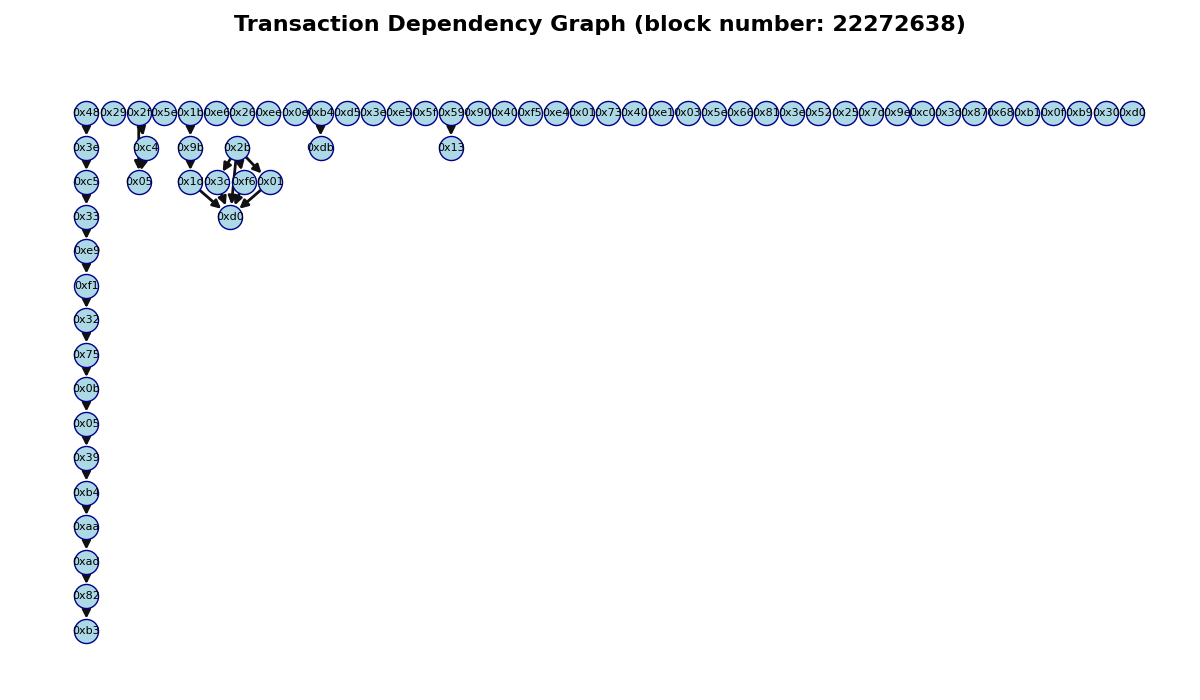 Transaction Dependency Graph (block number: 22272638)
0x48 0x29 0x2f 0x5e 0x1b 0xe6 0x26 0xee 0x0e 0xb4 0xd5 0x3e 0xe5 0x5f 0x59 0x90 0x40 0xf5 0xe4 0x01 0x73 0x40 0xe1 0x03 0x5e 0x66 0x81 0x3e 0x52 0x25 0x7d 0x9e 0xc0 0x3d 0x87 0x68 0xb1 0x0f 0xb9 0x30 0xd0
0x3e 0xc4 0x9b 0x2b 0xdb 0x13
0xc5 0x05 0x1d 0x3c 0xf6 0x01
0x33 0xd0
0xe9
0xf1
0x32
0x75
0x0b
0x05
0x39
0xb4
0xaa
0xad
0x82
0xb3